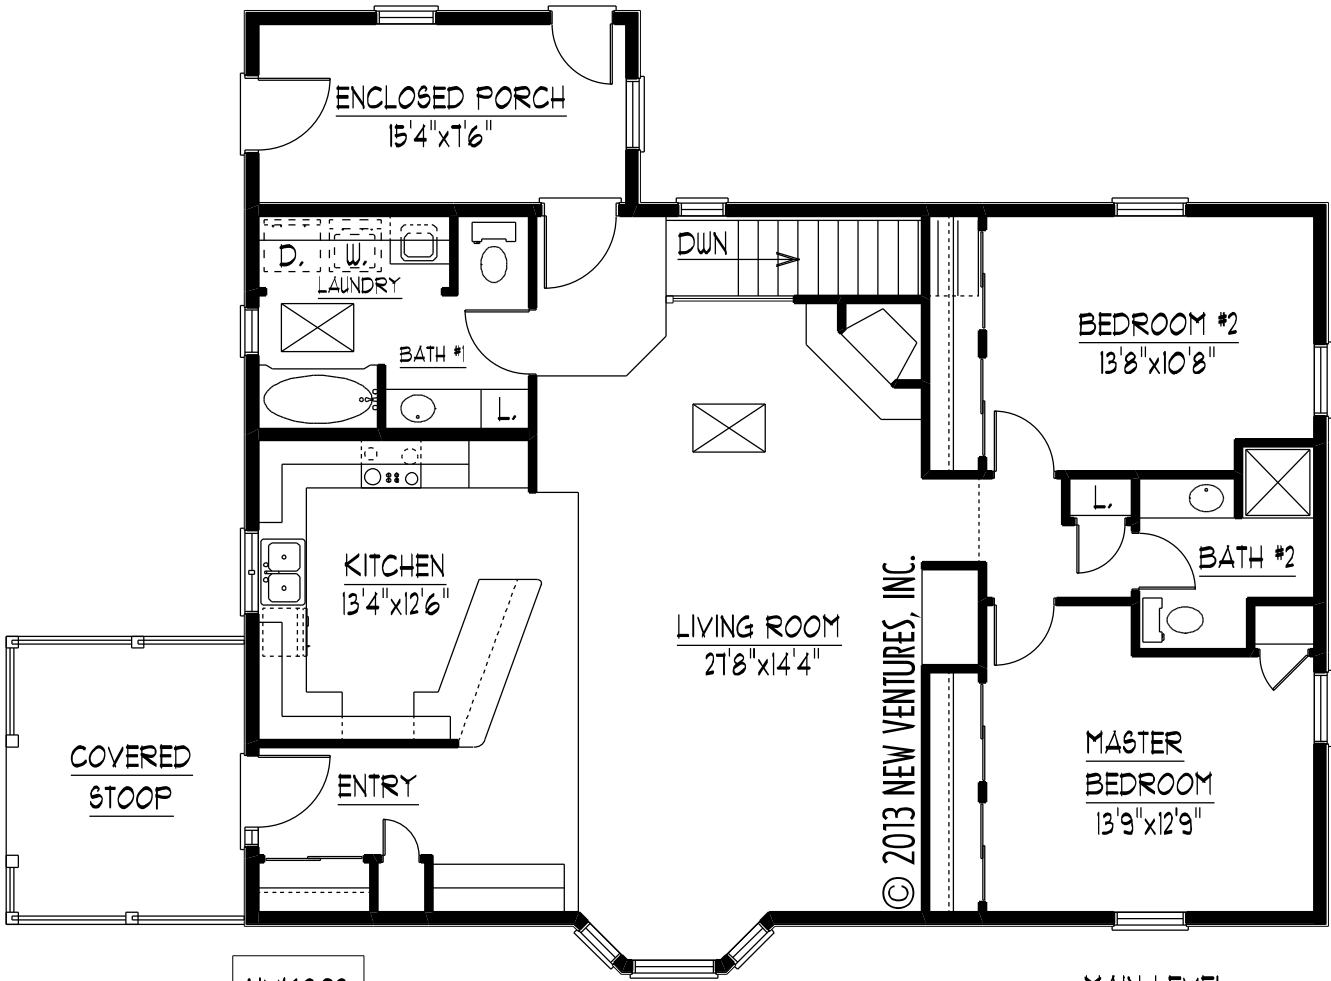 ENCLOSED PORCH
15'4"x7'6"
D.
W.
LAUNDRY
BATH #1
L.
DWN
BEDROOM #2
13'8"x10'8"
L.
BATH #2
KITCHEN
13'4"x12'6"
LIVING ROOM
27'8"x14'4"
© 2013 NEW VENTURES, INC.
COVERED
STOOP
ENTRY
MASTER
BEDROOM
13'9"x12'9"
MAIN LEVEL